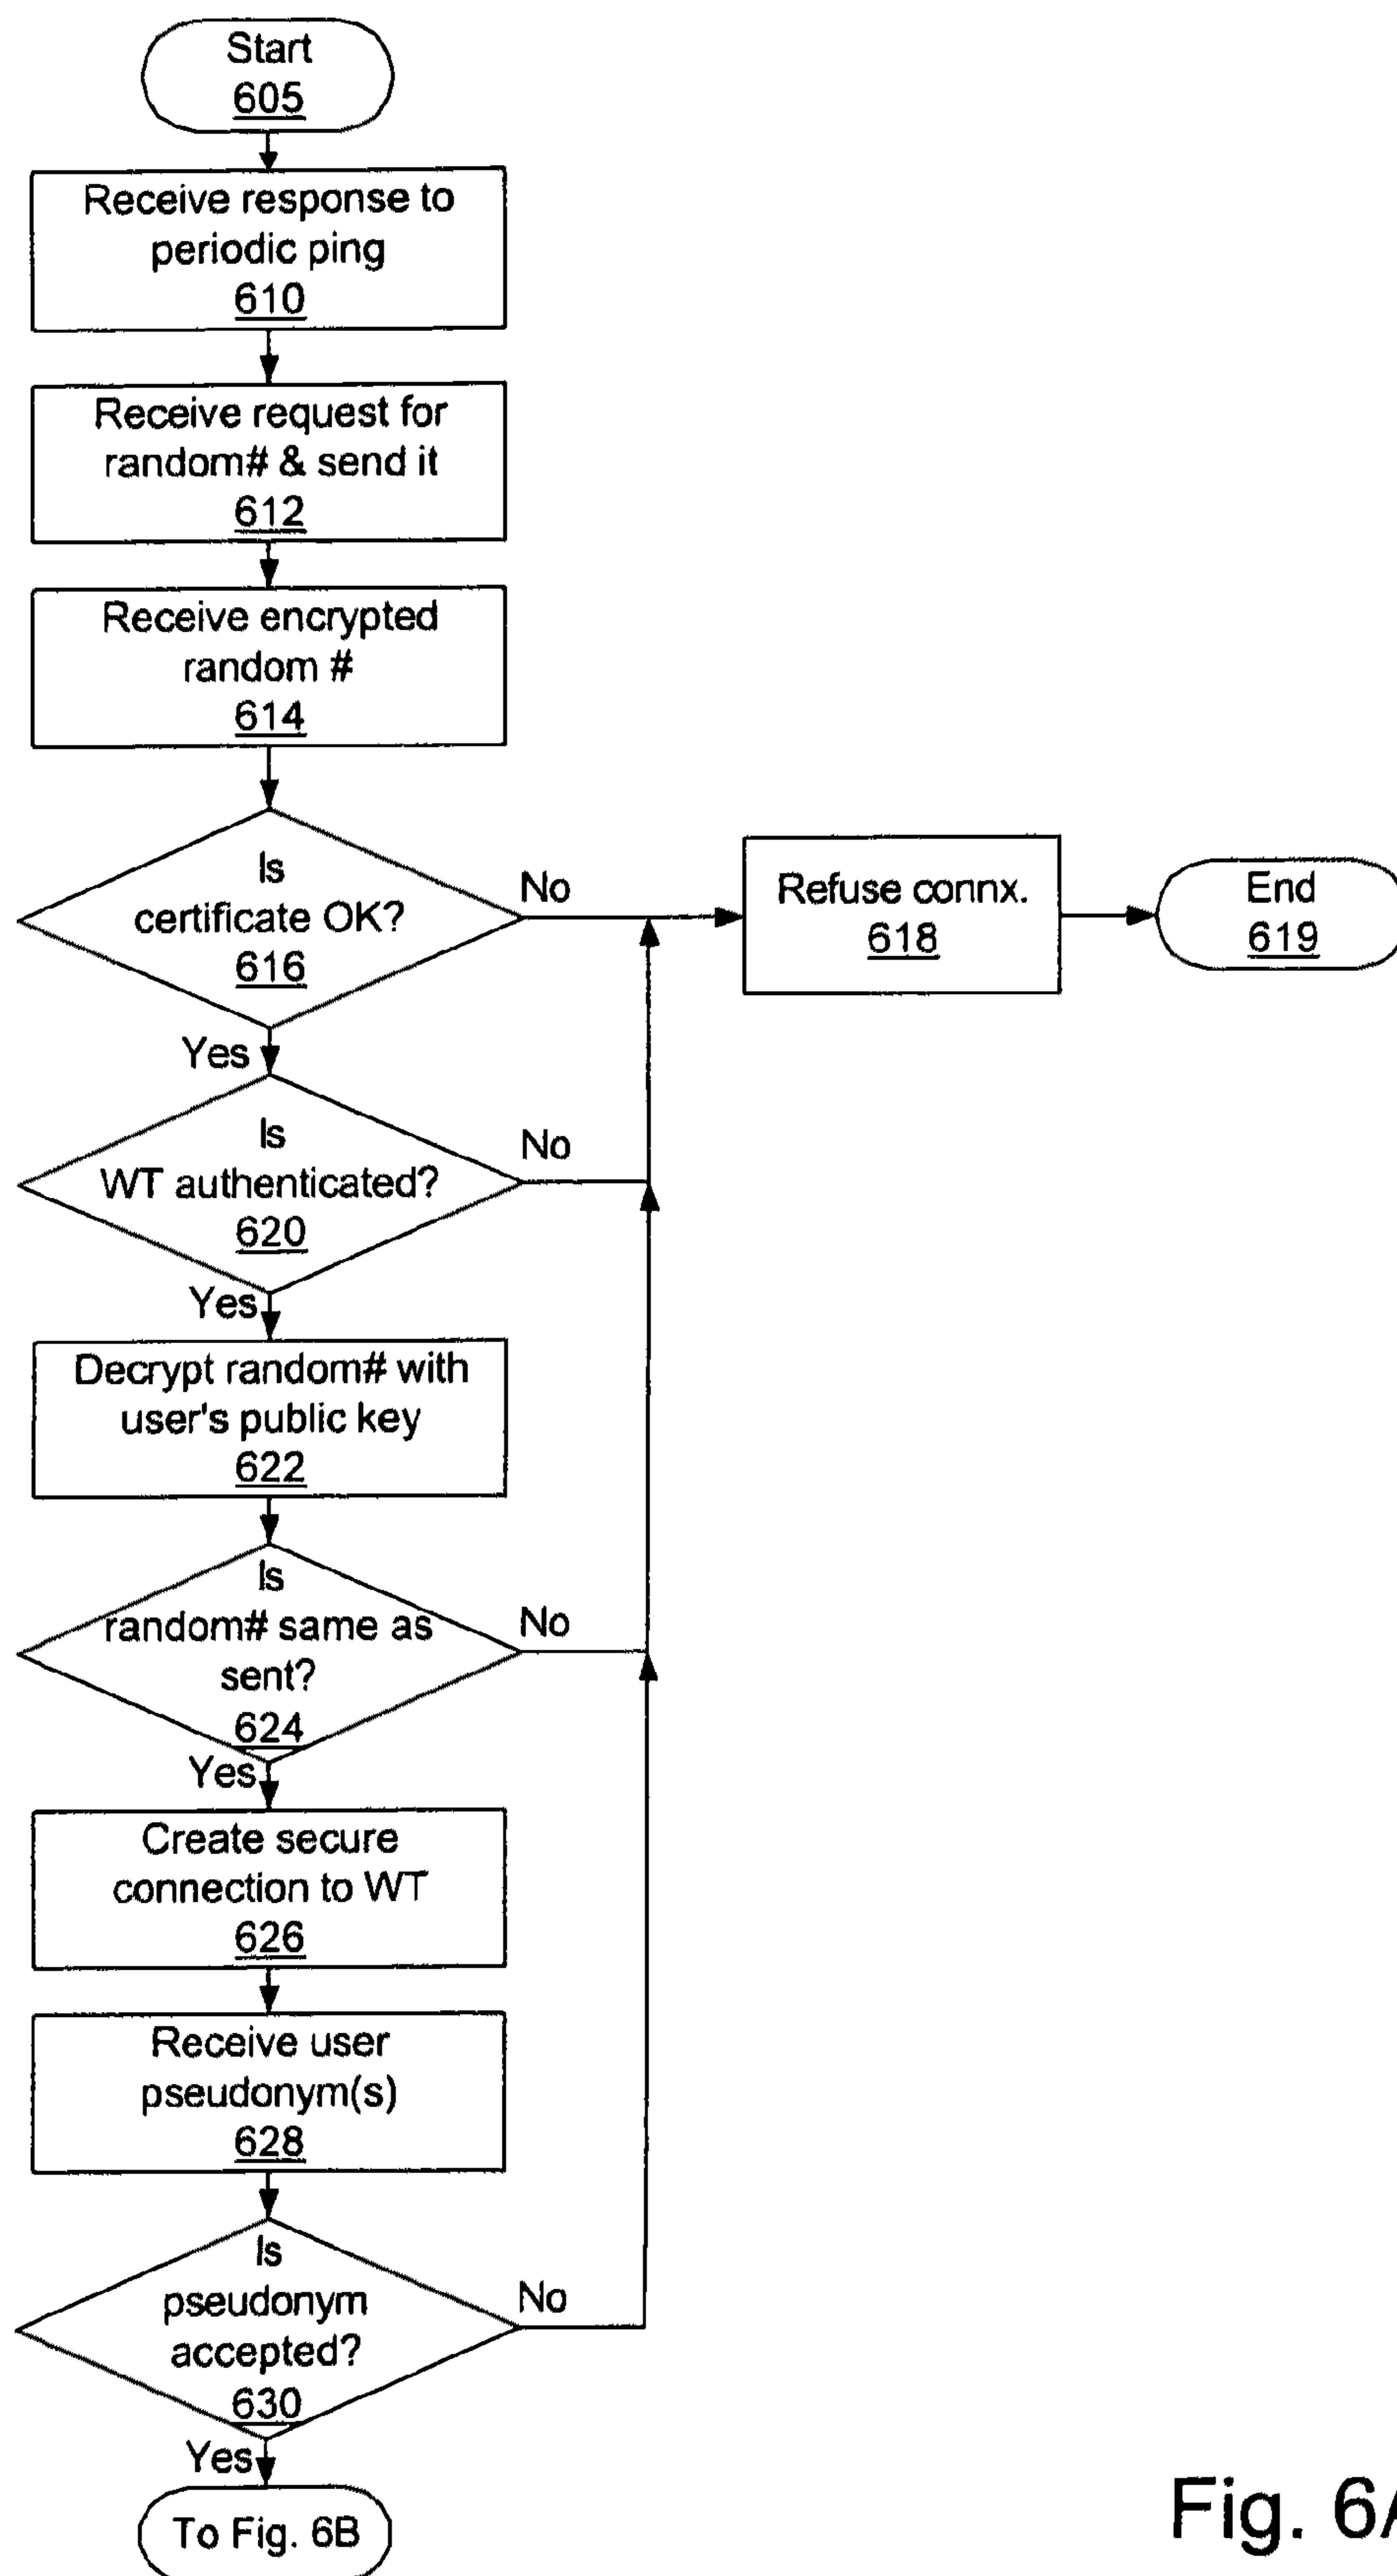 Start
605
Receive response to
periodic ping
610
Receive request for
random# & send it
612
Receive encrypted
random #
614
Is
certificate OK?
616
No
Refuse connx.
618
End
619
Yes
Is
WT authenticated?
620
No
Yes
Decrypt random# with
user's public key
622
Is
random# same as
sent?
624
No
Yes
Create secure
connection to WT
626
Receive user
pseudonym(s)
628
Is
pseudonym
accepted?
630
No
Yes
To Fig. 6B
Fig. 6A